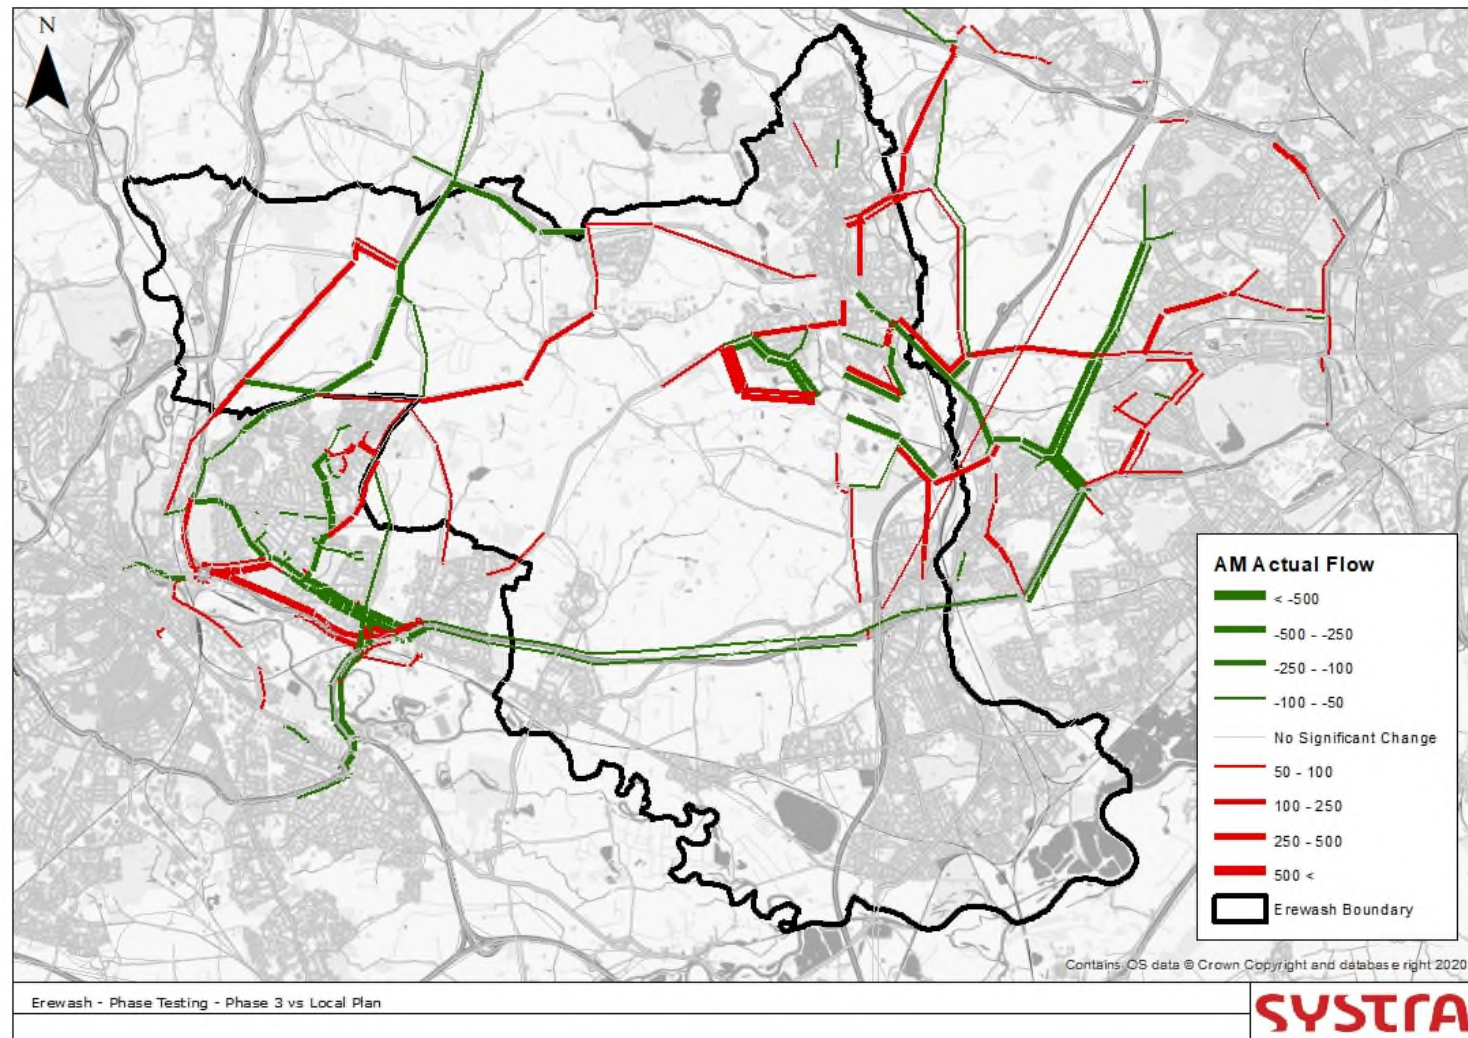 N
AM Actual Flow
< -500
-500 - -250
-250 - -100
-100 - -50
No Significant Change
50 - 100
100 - 250
250 - 500
500 <
Erewash Boundary
Contains OS data © Crown Copyright and database right 2020
Erewash - Phase Testing - Phase 3 vs Local Plan
SYSTRA